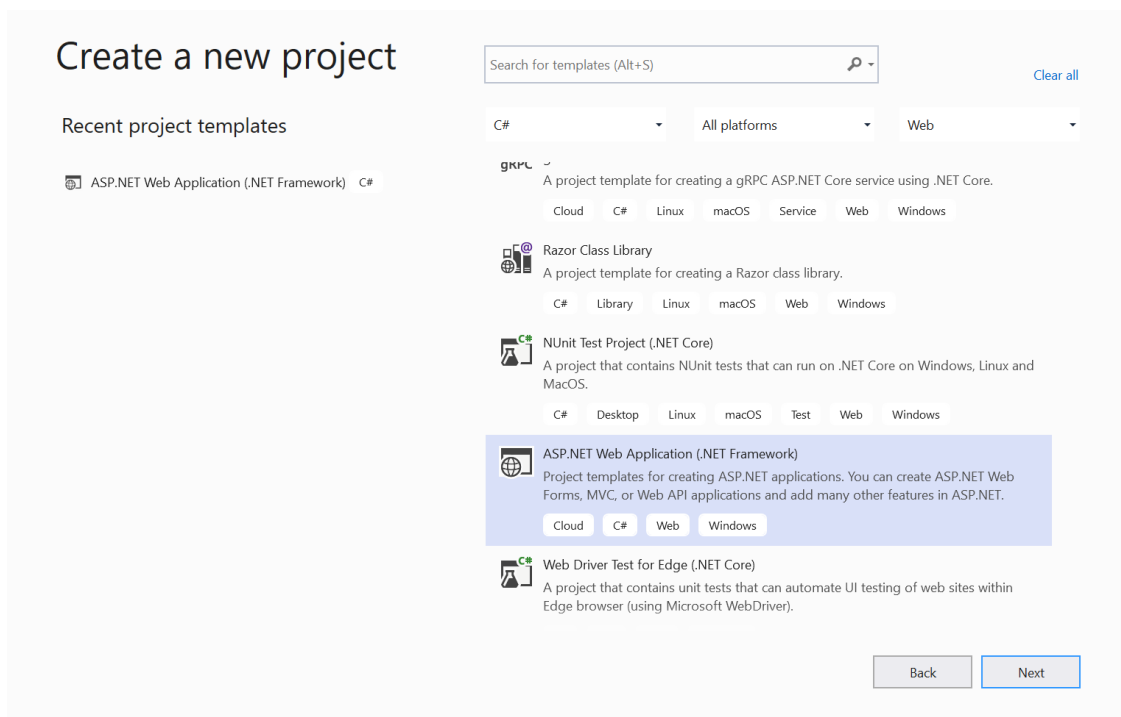 Create a new project
Search for templates (Alt+S)
Clear all
Recent project templates
C#
All platforms
Web
ASP.NET Web Application (.NET Framework) C#
gRPC
A project template for creating a gRPC ASP.NET Core service using .NET Core.
Cloud C# Linux macOS Service Web Windows
Razor Class Library
A project template for creating a Razor class library.
C# Library Linux macOS Web Windows
C#
NUnit Test Project (.NET Core)
A project that contains NUnit tests that can run on .NET Core on Windows, Linux and
MacOS.
C# Desktop Linux macOS Test Web Windows
ASP.NET Web Application (.NET Framework)
Project templates for creating ASP.NET applications. You can create ASP.NET Web
Forms, MVC, or Web API applications and add many other features in ASP.NET.
Cloud C# Web Windows
C#
Web Driver Test for Edge (.NET Core)
A project that contains unit tests that can automate UI testing of web sites within
Edge browser (using Microsoft WebDriver).
Back
Next